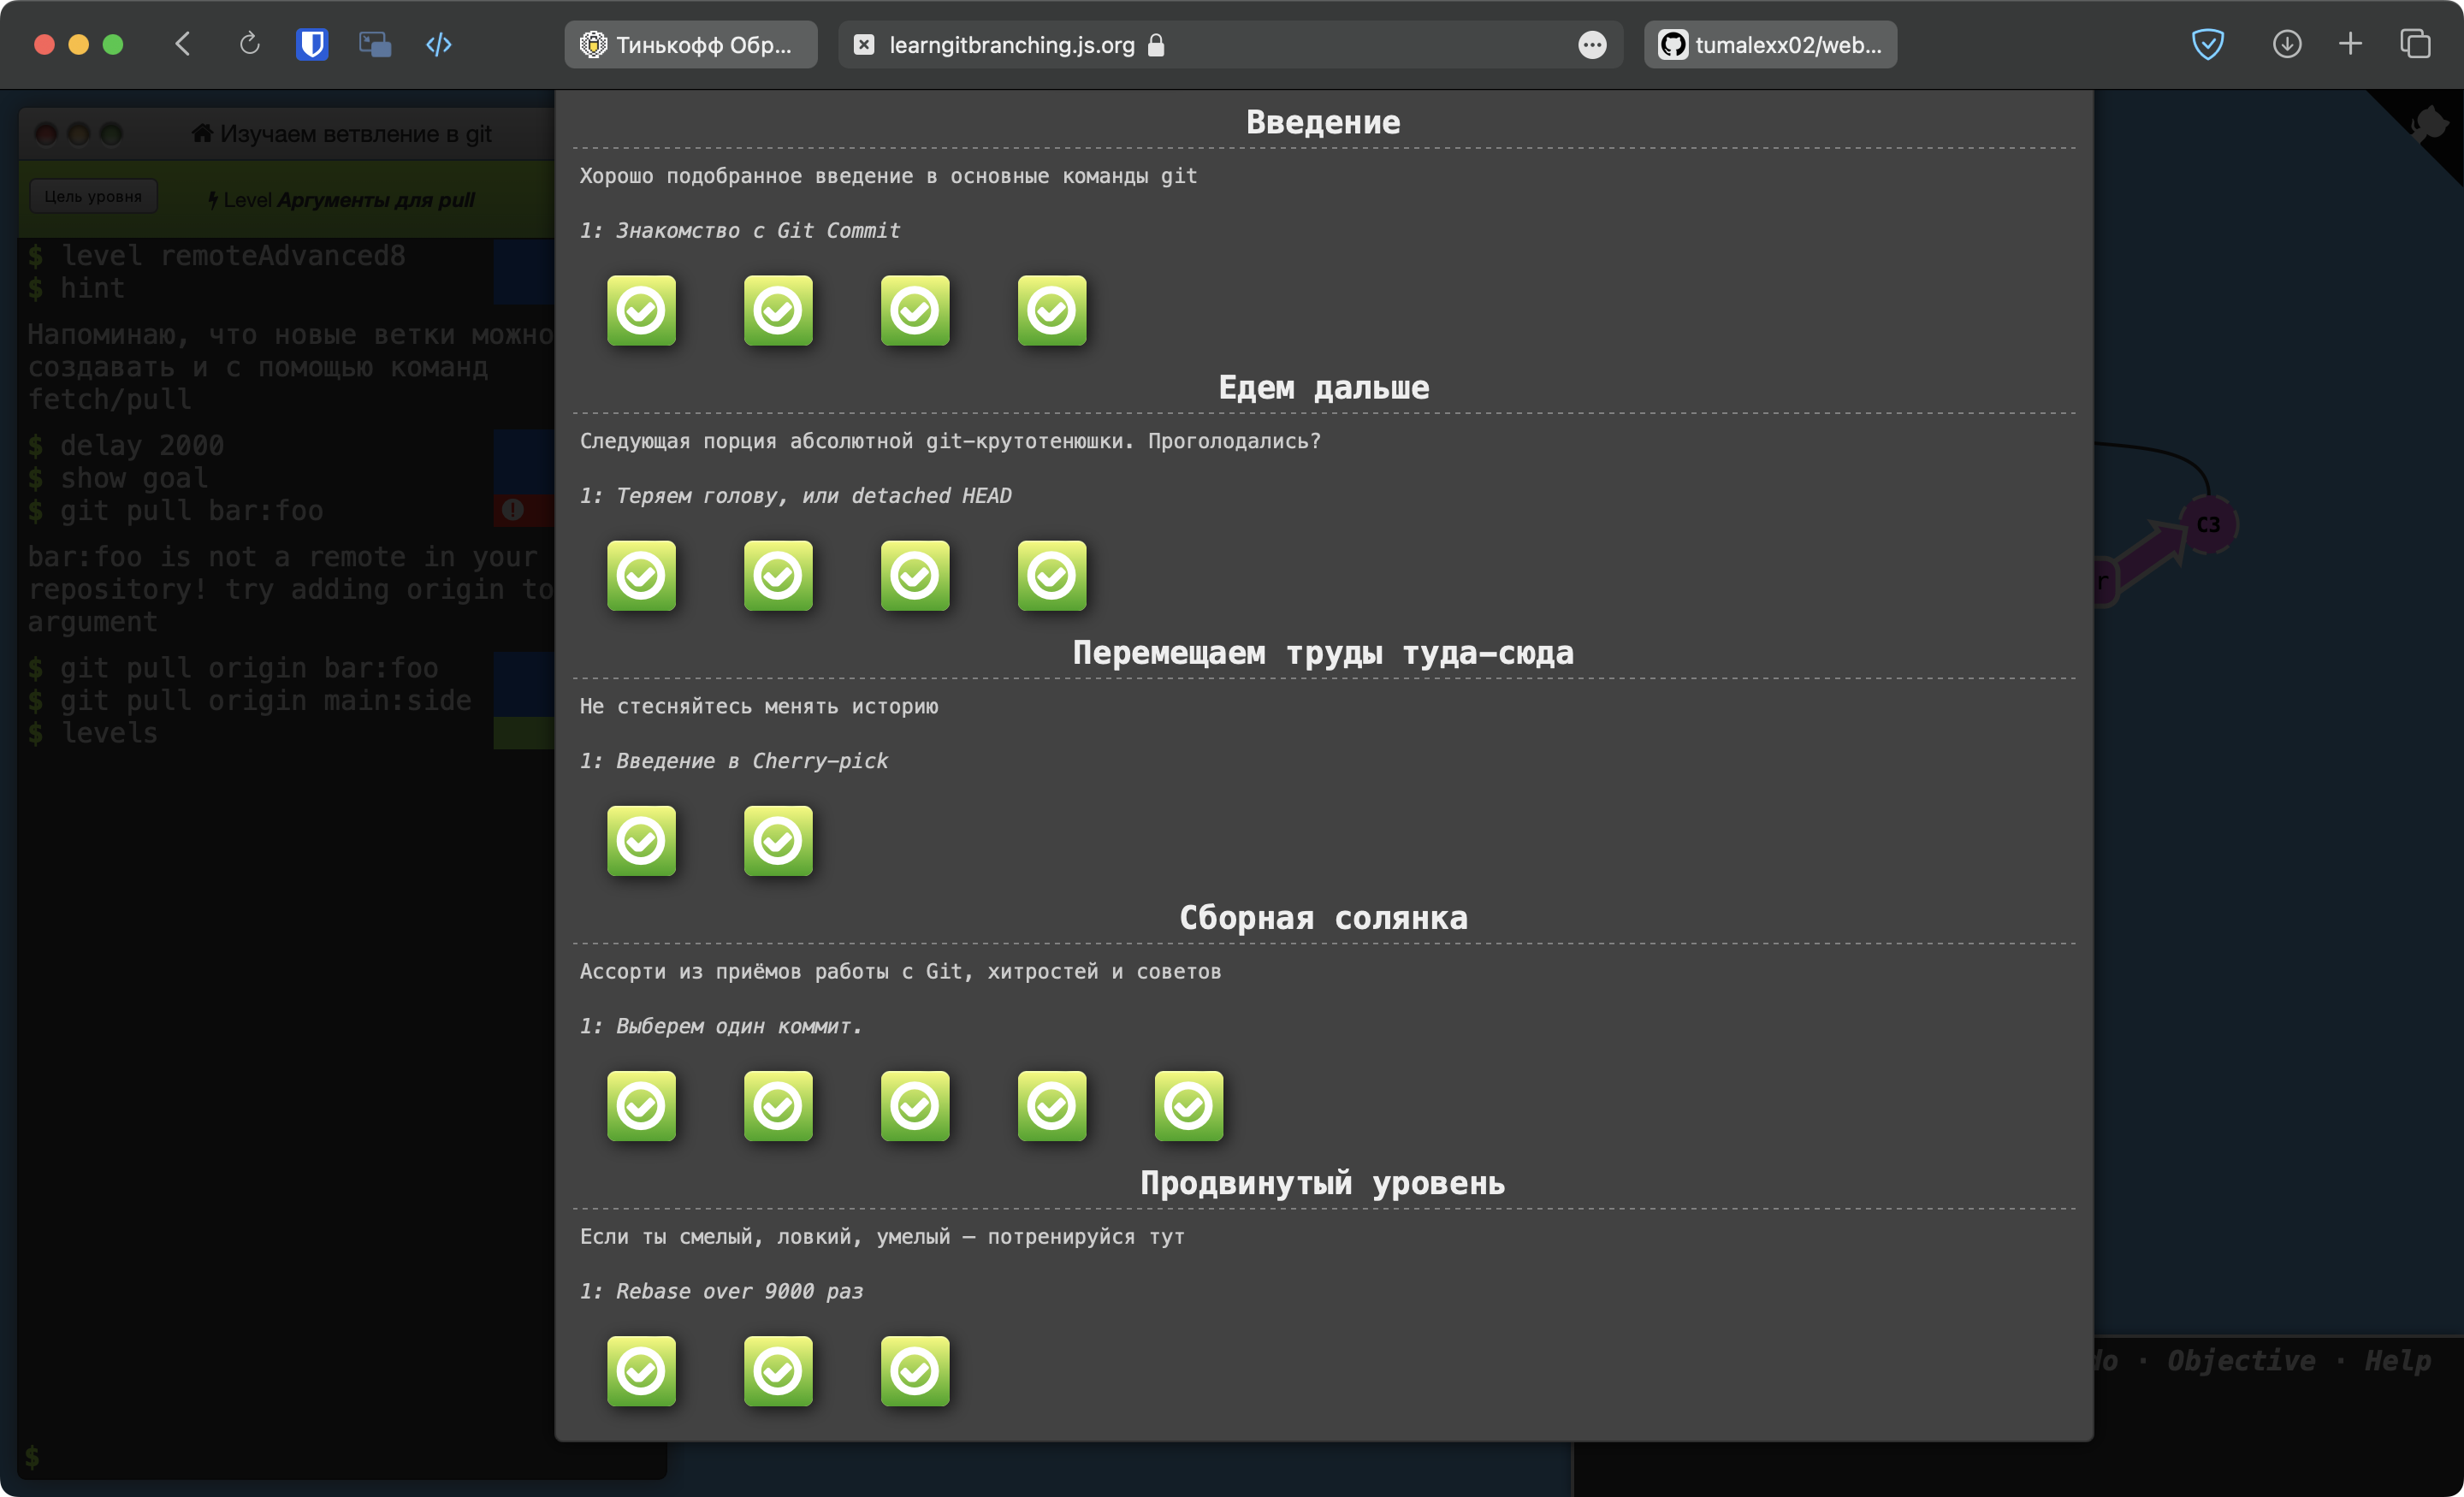 Тинькофф Обр...
learngitbranching.js.org
tumalexx02/web...
Изучаем ветвление в git
Цель уровня
Level Аргументы для pull
$ level remoteAdvanced8
$ hint
Напоминаю, что новые ветки можно
создавать и с помощью команд
fetch/pull
$ delay 2000
$ show goal
$ git pull bar:foo
bar:foo is not a remote in your
repository! try adding origin to
argument
$ git pull origin bar:foo
$ git pull origin main:side
$ levels
$
Введение
Хорошо подобранное введение в основные команды git
1: Знакомство с Git Commit
Едем дальше
Следующая порция абсолютной git-крутотенюшки. Проголодались?
1: Теряем голову, или detached HEAD
Перемещаем труды туда-сюда
Не стесняйтесь менять историю
1: Введение в Cherry-pick
Сборная солянка
Ассорти из приёмов работы с Git, хитростей и советов
1: Выберем один коммит.
Продвинутый уровень
Если ты смелый, ловкий, умелый — потренируйся тут
1: Rebase over 9000 раз
C3
r
do · Objective · Help